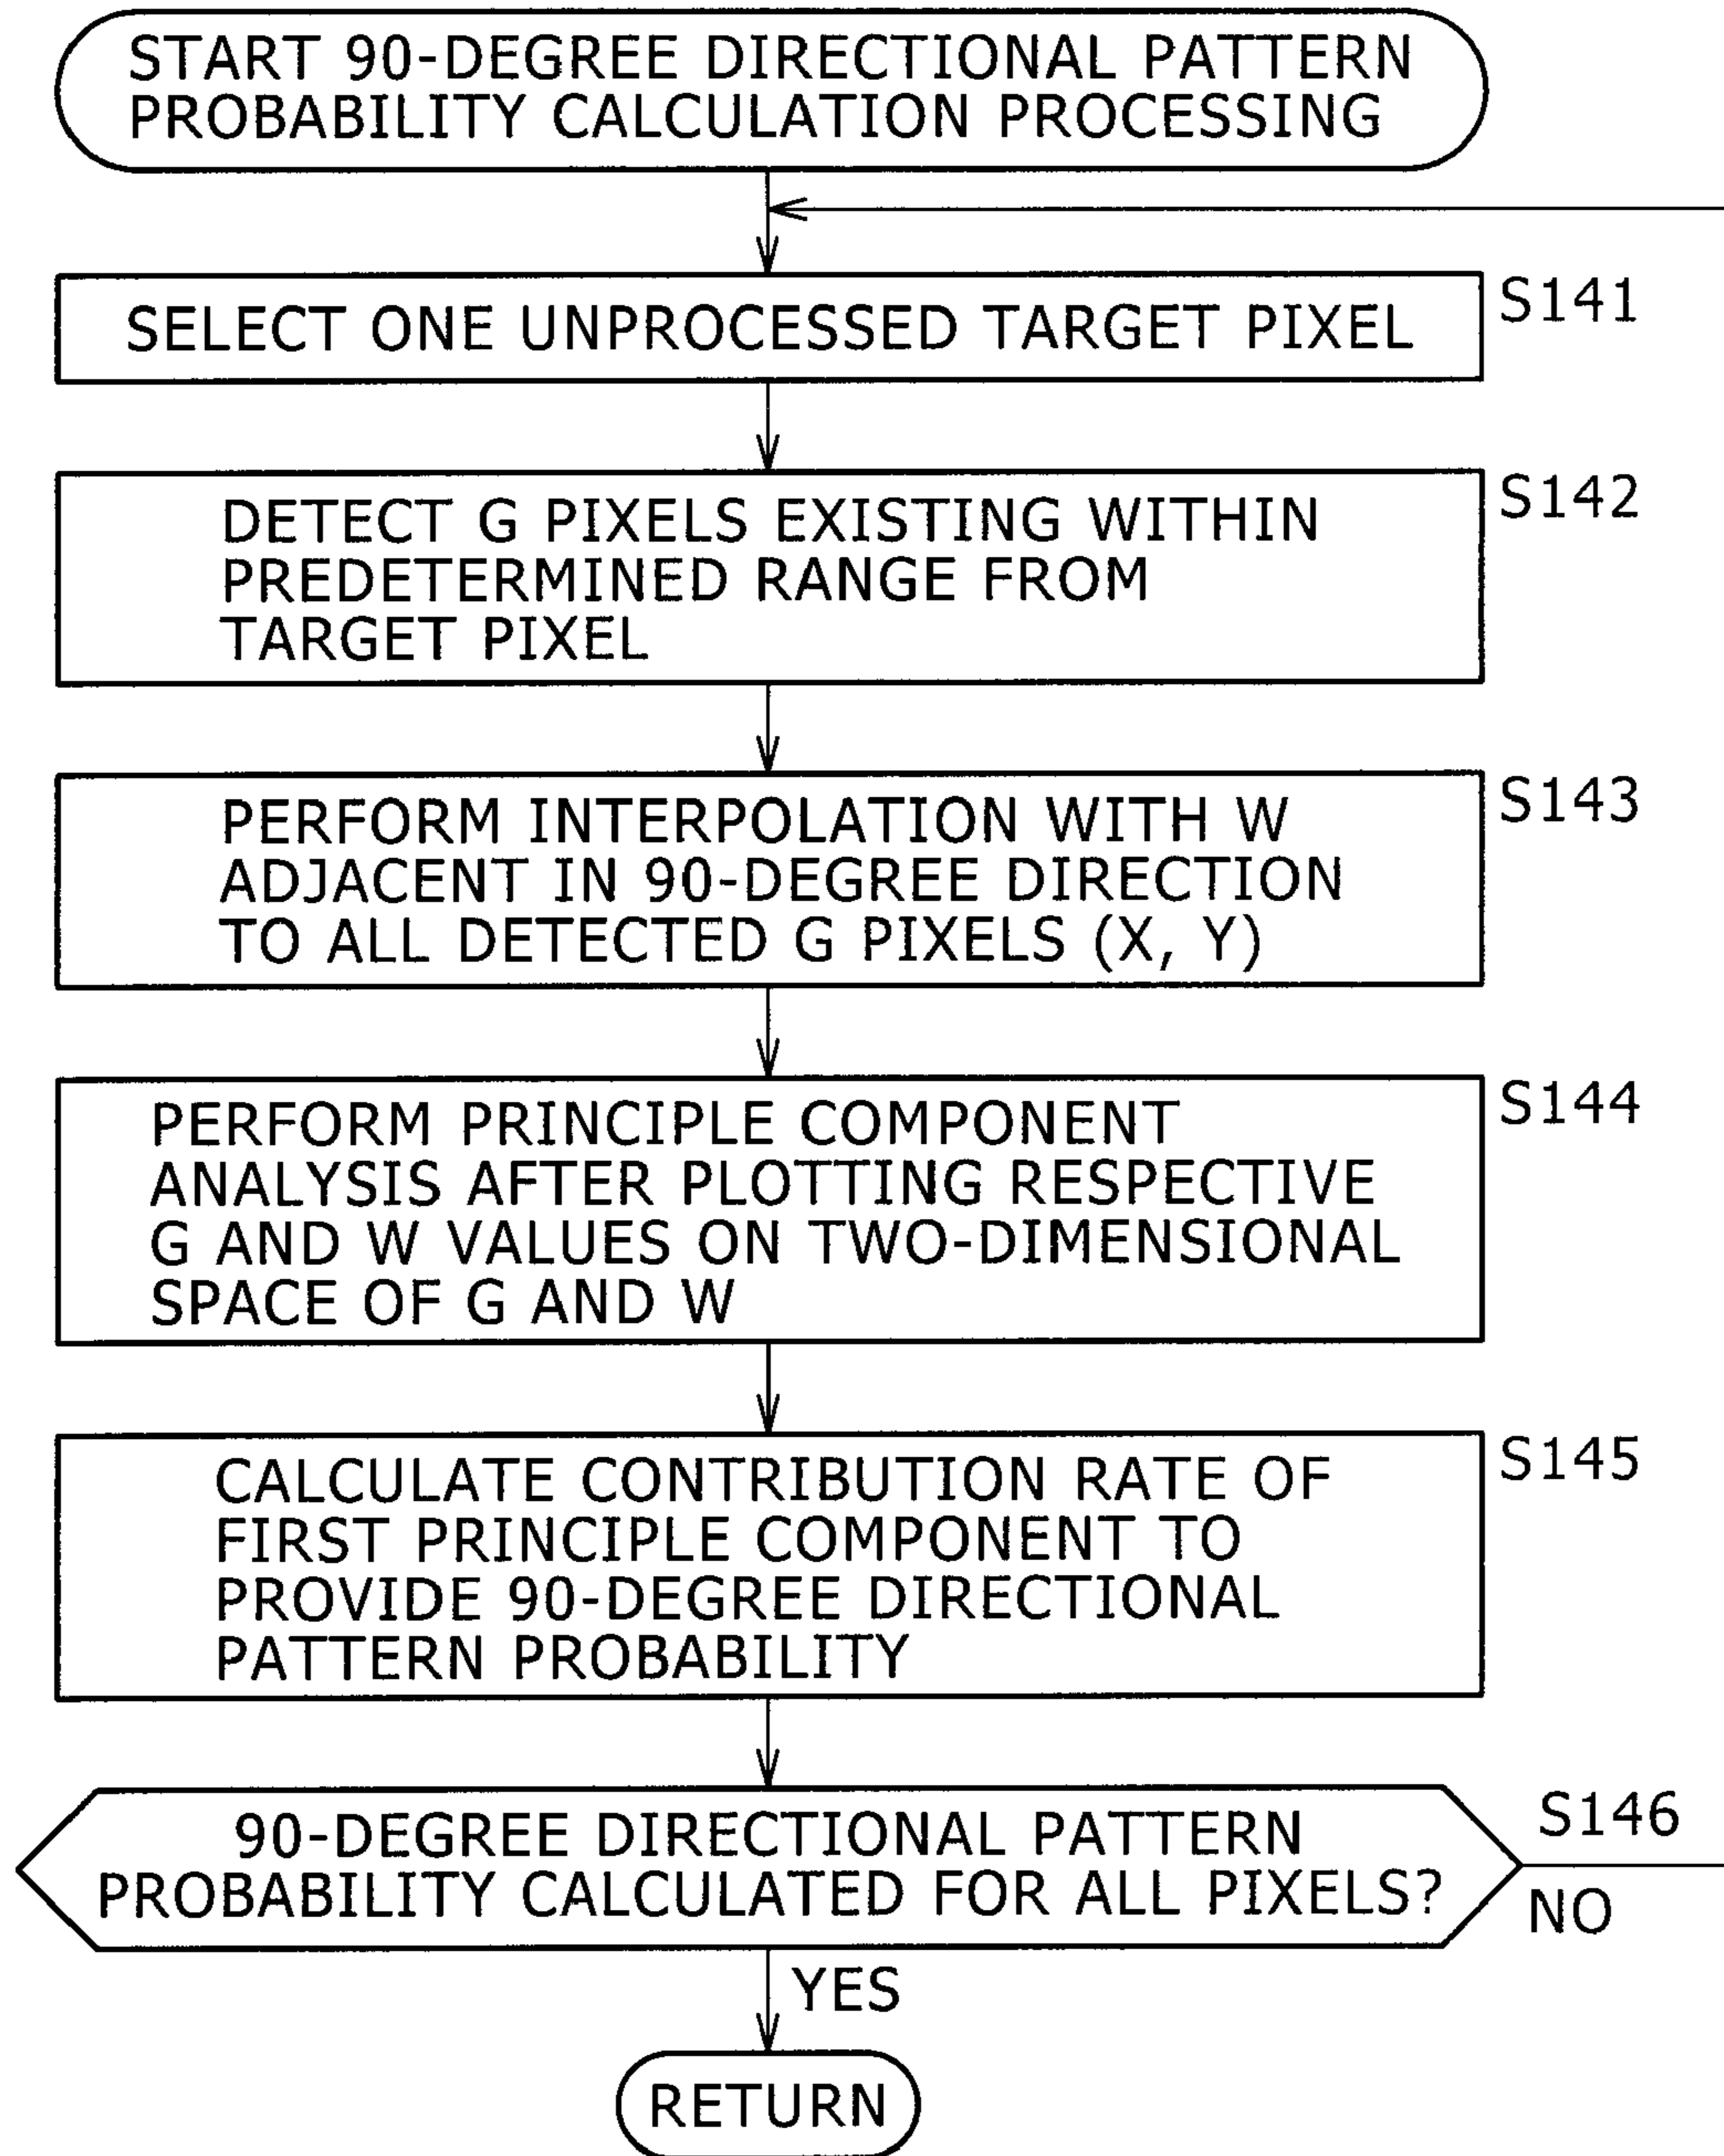 START 90-DEGREE DIRECTIONAL PATTERN
PROBABILITY CALCULATION PROCESSING
SELECT ONE UNPROCESSED TARGET PIXEL
S141
DETECT G PIXELS EXISTING WITHIN
PREDETERMINED RANGE FROM
TARGET PIXEL
S142
PERFORM INTERPOLATION WITH W
ADJACENT IN 90-DEGREE DIRECTION
TO ALL DETECTED G PIXELS (X, Y)
S143
PERFORM PRINCIPLE COMPONENT
ANALYSIS AFTER PLOTTING RESPECTIVE
G AND W VALUES ON TWO-DIMENSIONAL
SPACE OF G AND W
S144
CALCULATE CONTRIBUTION RATE OF
FIRST PRINCIPLE COMPONENT TO
PROVIDE 90-DEGREE DIRECTIONAL
PATTERN PROBABILITY
S145
90-DEGREE DIRECTIONAL PATTERN
PROBABILITY CALCULATED FOR ALL PIXELS?
S146
NO
YES
RETURN